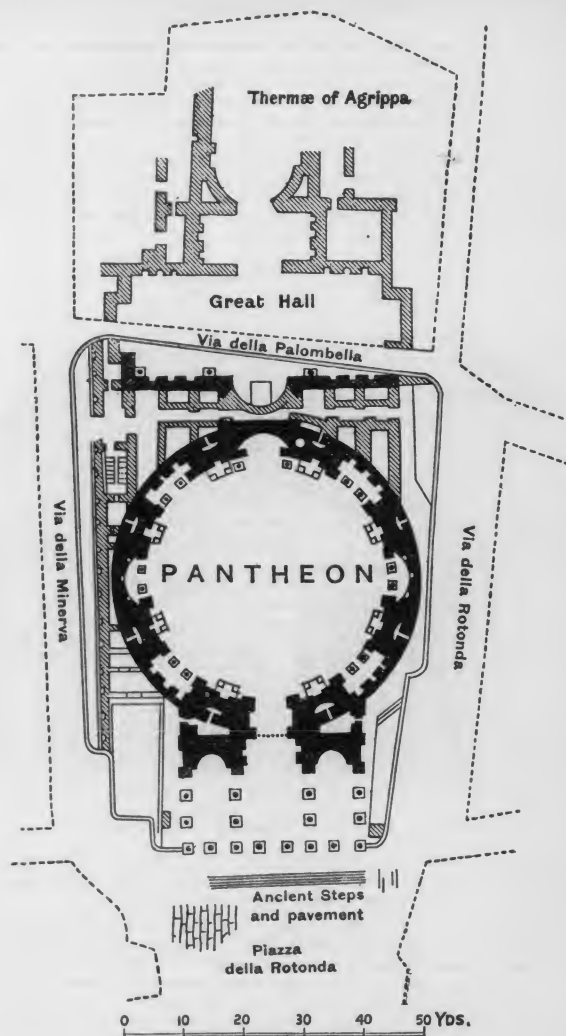 Thermæ of Agrippa
Great Hall
Via della Palombella
Via della Minerva
PANTHEON
Via della Rotonda
Ancient Steps
and pavement
Piazza
della Rotonda
0 10 20 30 40 50 YDS.